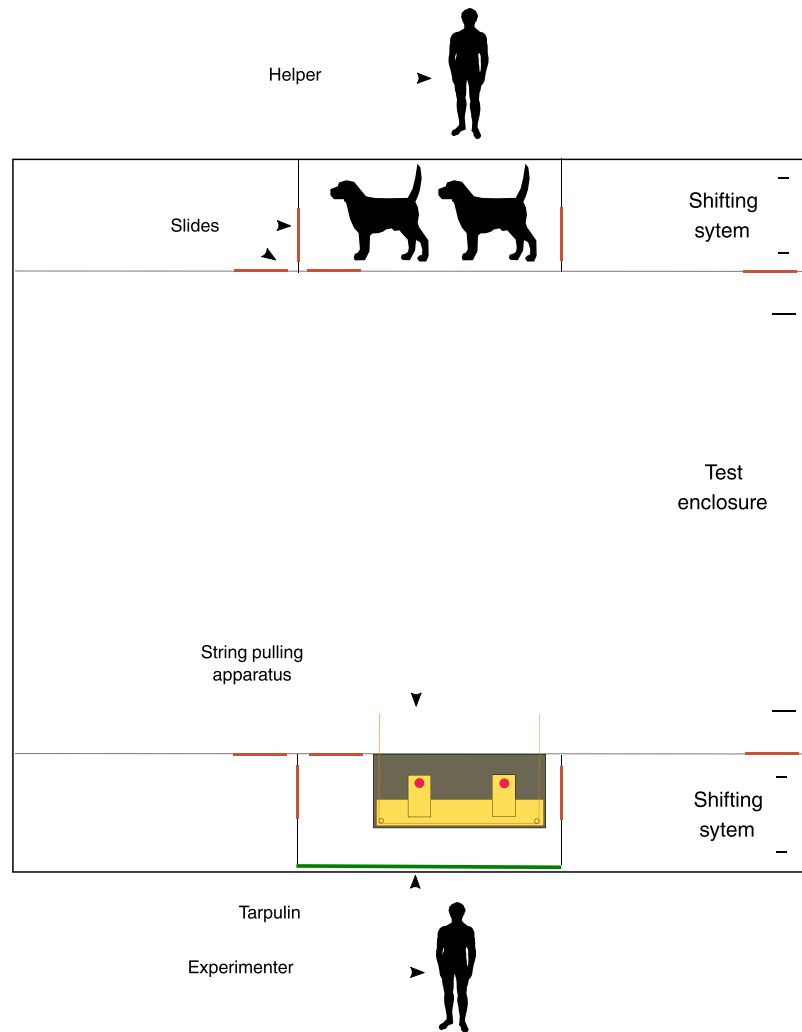 Helper
Slides
Shifting
sytem
Test
enclosure
String pulling
apparatus
Shifting
sytem
Tarpulin
Experimenter